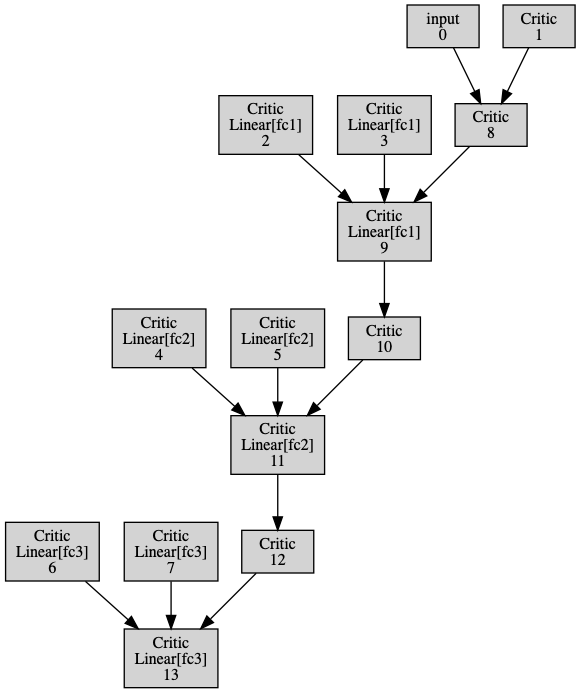 input
0
Critic
1
Critic
Linear[fc1]
2
Critic
Linear[fc1]
3
Critic
8
Critic
Linear[fc1]
9
Critic
Linear[fc2]
4
Critic
Linear[fc2]
5
Critic
10
Critic
Linear[fc2]
11
Critic
Linear[fc3]
6
Critic
Linear[fc3]
7
Critic
12
Critic
Linear[fc3]
13